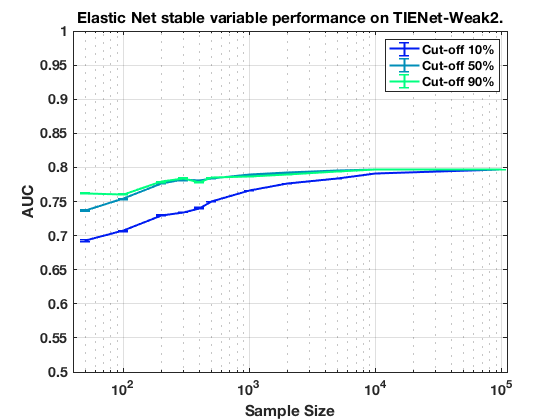 Elastic Net stable variable performance on TIENet-Weak2.
Cut-off 10%
Cut-off 50%
Cut-off 90%
1
0.95
0.9
0.85
0.8
0.75
0.7
0.65
0.6
0.55
0.5
AUC
10² 10³ 10⁴ 10⁵
Sample Size